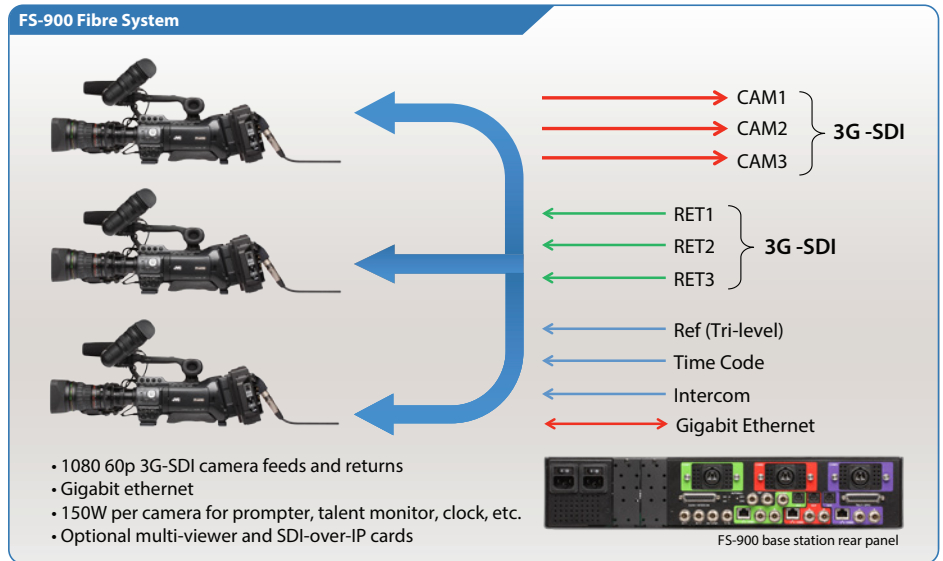 FS-900 Fibre System
CAM1
CAM2
CAM3
3G -SDI
RET1
RET2
RET3
3G -SDI
Ref (Tri-level)
Time Code
Intercom
Gigabit Ethernet
• 1080 60p 3G-SDI camera feeds and returns
• Gigabit ethernet
• 150W per camera for prompter, talent monitor, clock, etc.
• Optional multi-viewer and SDI-over-IP cards
FS-900 base station rear panel